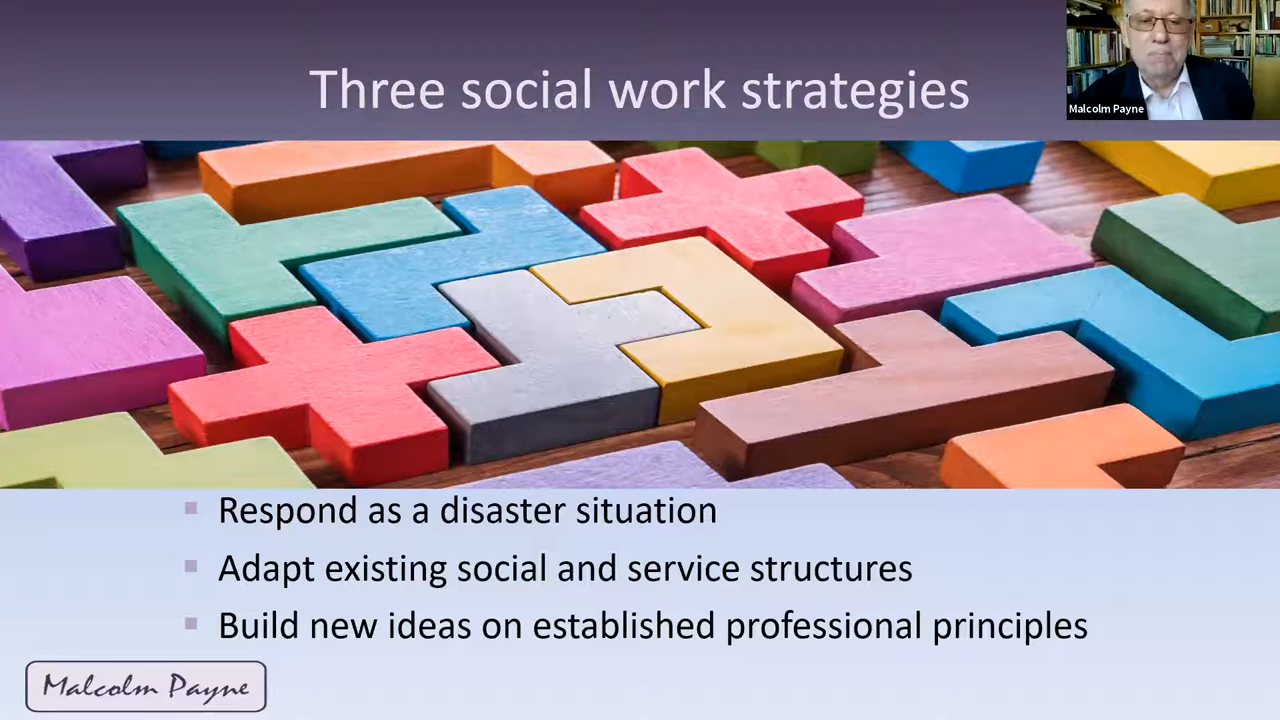 Three social work strategies
Malcolm Payne
Respond as a disaster situation
Adapt existing social and service structures
Build new ideas on established professional principles
Malcolm Payne